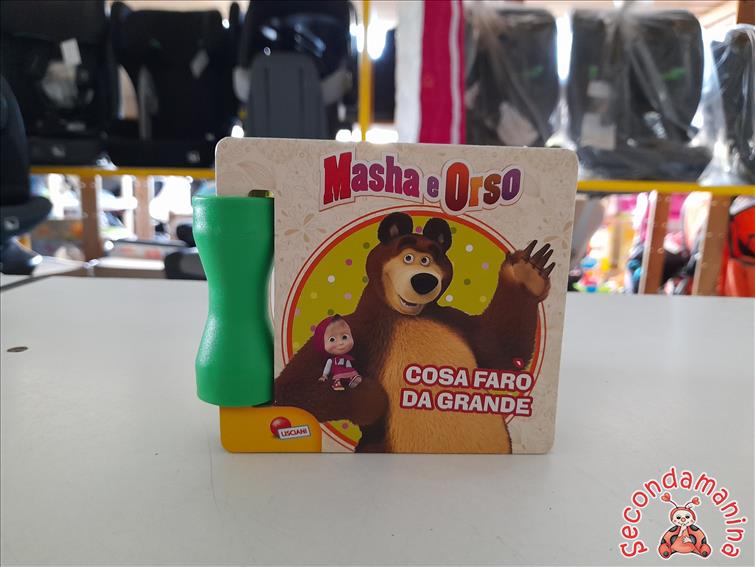 Masha e Orso
COSA FARÒ
DA GRANDE
LISCIANI
Secondamanina